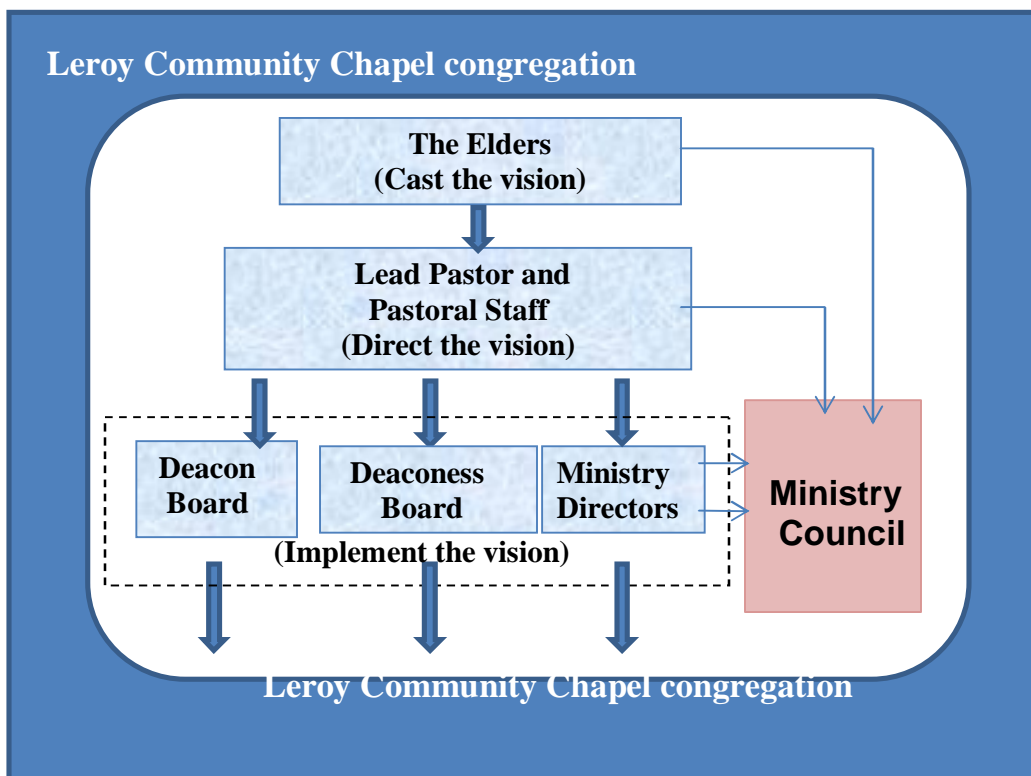 Leroy Community Chapel congregation
The Elders
(Cast the vision)
Lead Pastor and
Pastoral Staff
(Direct the vision)
Deacon
Board
Deaconess
Board
Ministry
Directors
(Implement the vision)
Ministry
Council
Leroy Community Chapel congregation